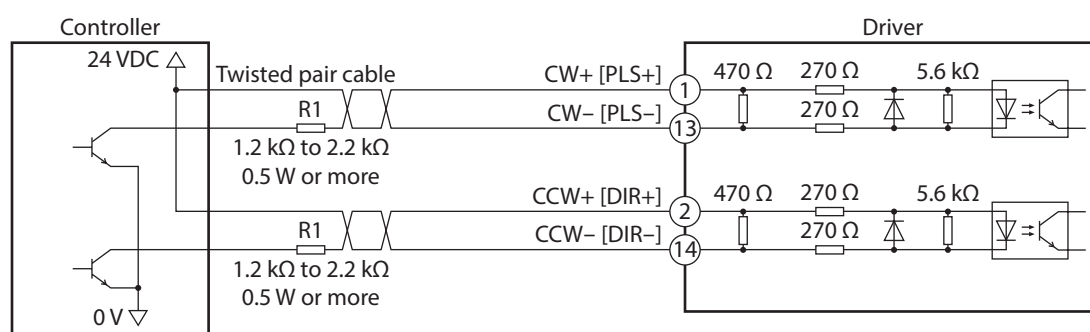 Controller
Driver
24 VDC
Twisted pair cable
CW+ [PLS+]
1
470 Ω
270 Ω
5.6 kΩ
R1
CW– [PLS–]
13
270 Ω
1.2 kΩ to 2.2 kΩ
0.5 W or more
CCW+ [DIR+]
2
470 Ω
270 Ω
5.6 kΩ
R1
CCW– [DIR–]
14
270 Ω
1.2 kΩ to 2.2 kΩ
0.5 W or more
0 V